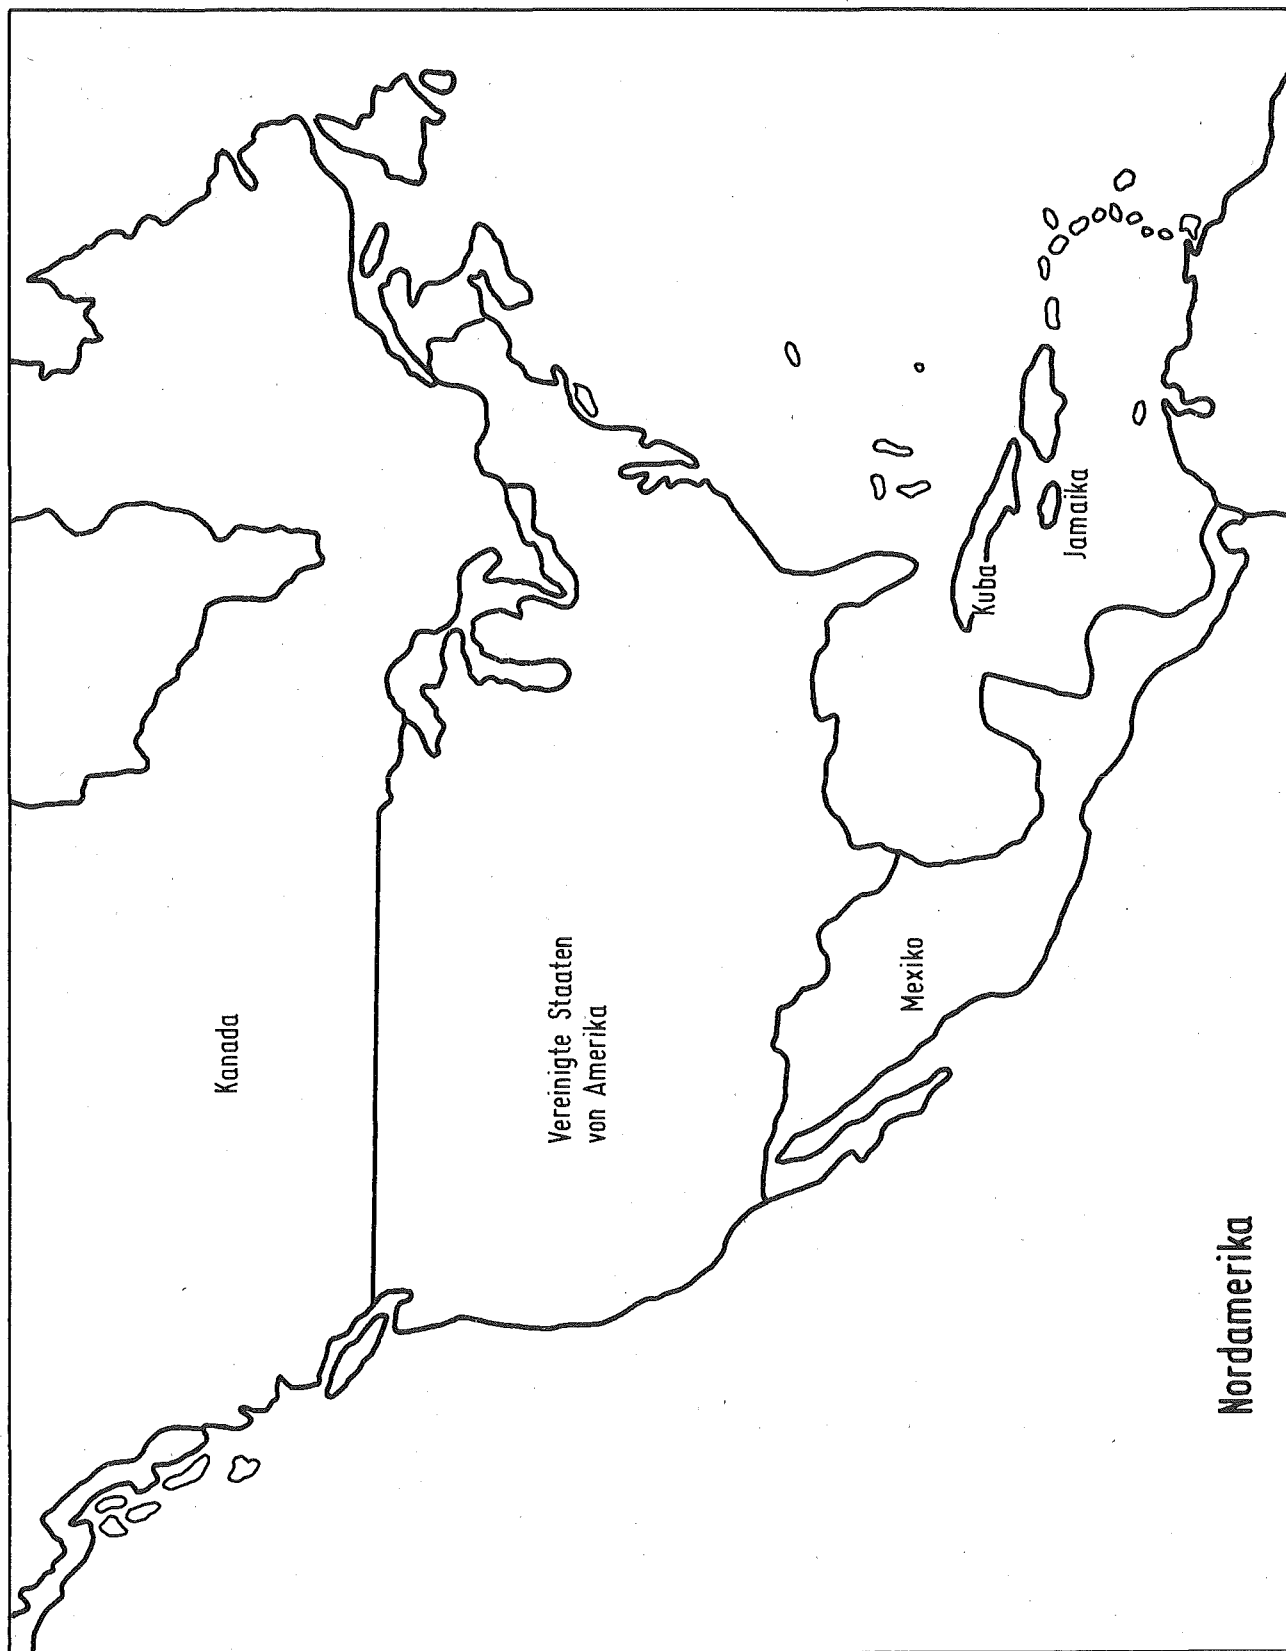 Kanada
Vereinigte Staaten
von Amerika
Mexiko
Kuba
Jamaika
Nordamerika